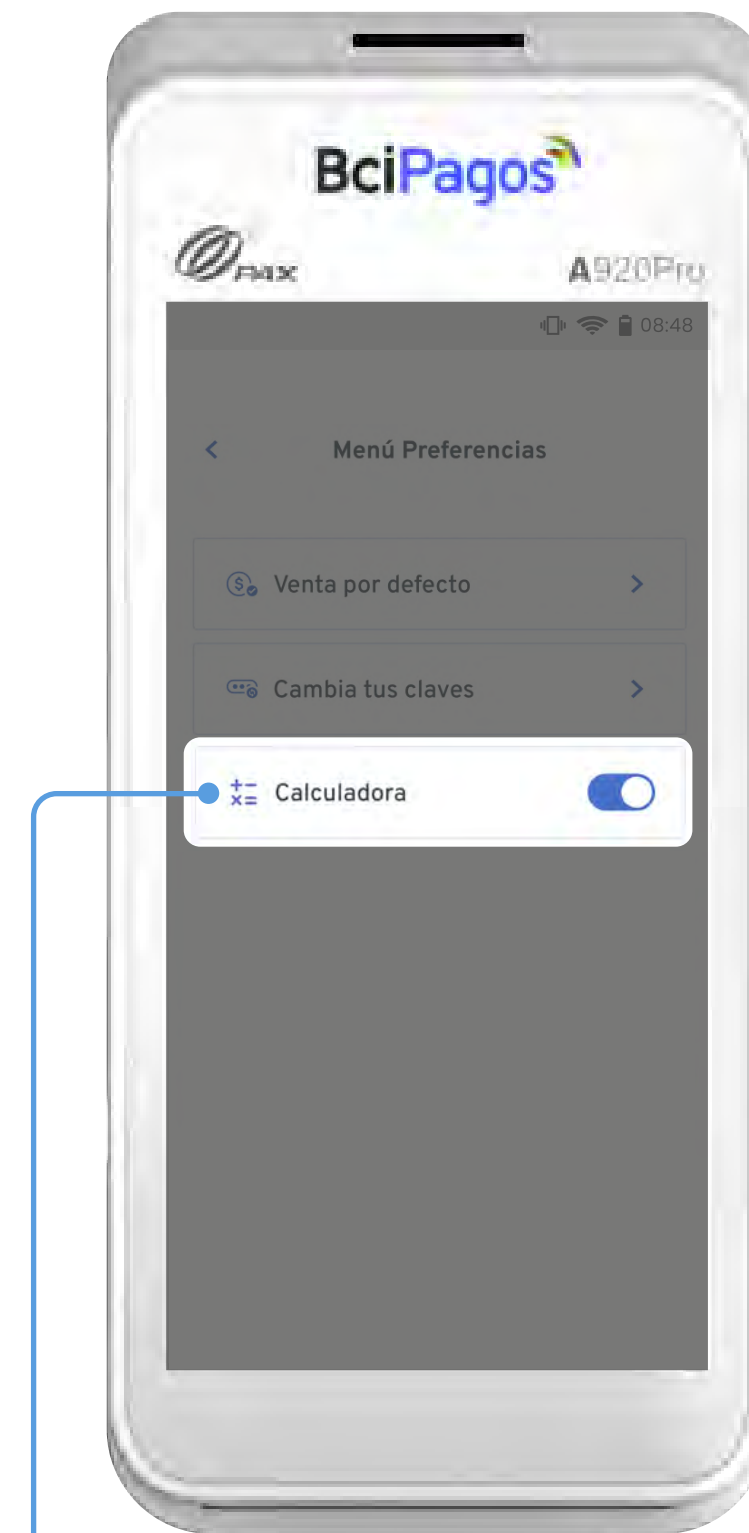 BciPagos
PAX
A920Pro
08:48
Menú Preferencias
Venta por defecto
Cambia tus claves
Calculadora